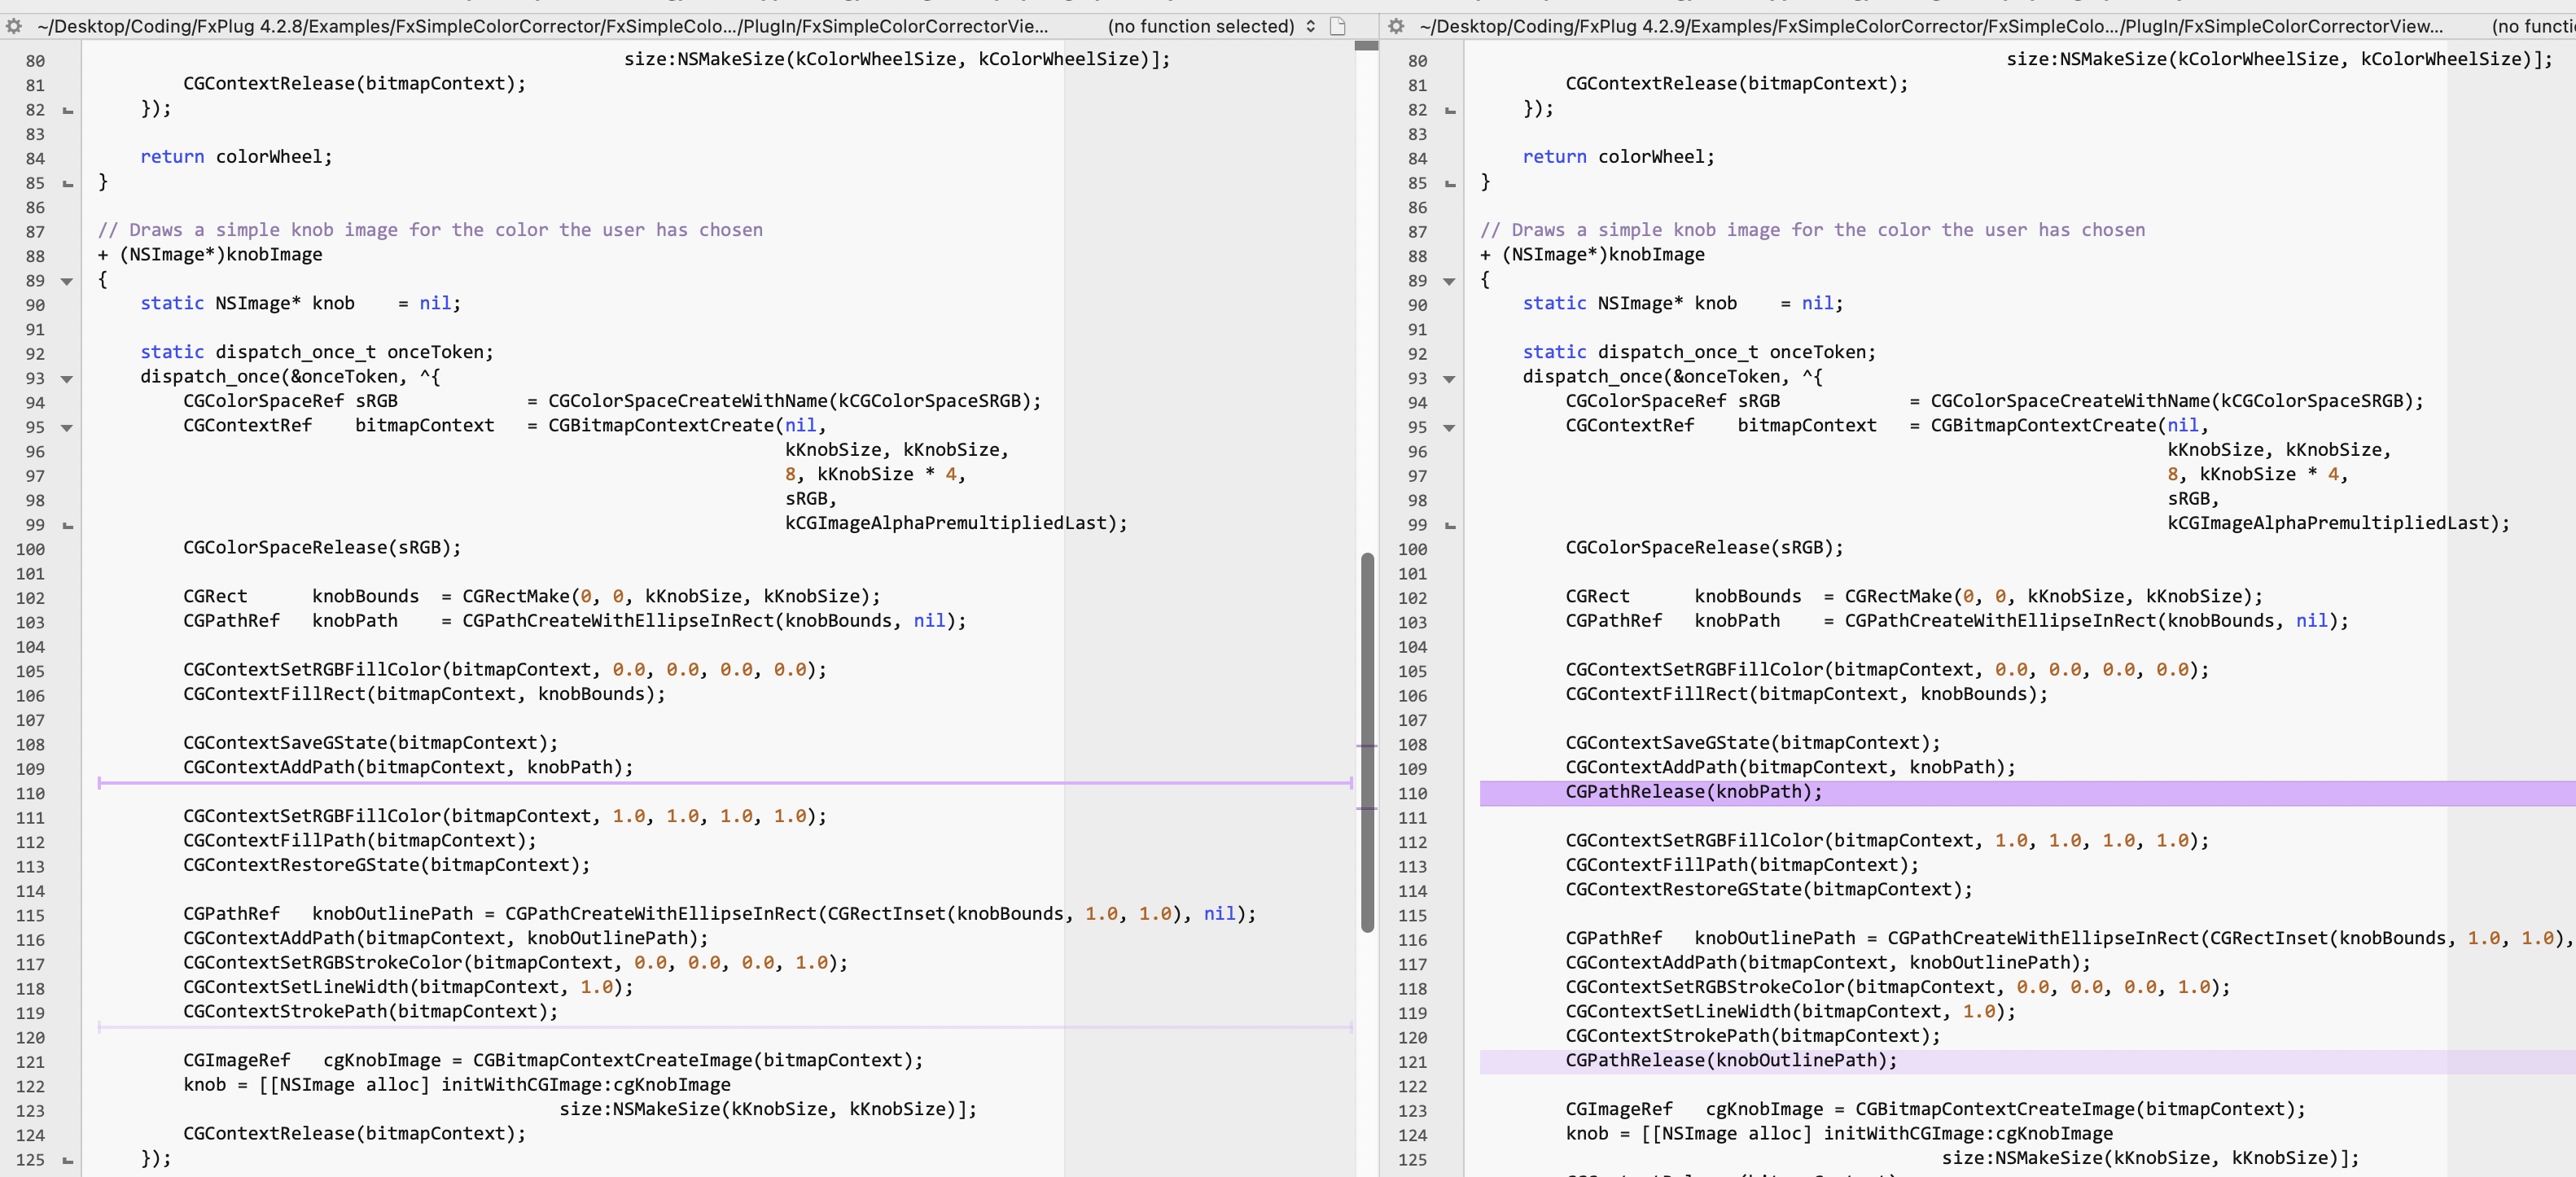 ~/Desktop/Coding/FxPlug 4.2.8/Examples/FxSimpleColorCorrector/FxSimpleColo.../PlugIn/FxSimpleColorCorrectorVie... (no function selected)
80 size:NSMakeSize(kColorWheelSize, kColorWheelSize)];
81 CGContextRelease(bitmapContext);
82 });
83
84 return colorWheel;
85 }
86
87 // Draws a simple knob image for the color the user has chosen
88 + (NSImage*)knobImage
89 {
90 static NSImage* knob = nil;
91
92 static dispatch_once_t onceToken;
93 dispatch_once(&onceToken, ^{
94 CGColorSpaceRef sRGB = CGColorSpaceCreateWithName(kCGColorSpaceSRGB);
95 CGContextRef bitmapContext = CGBitmapContextCreate(nil,
96 kKnobSize, kKnobSize,
97 8, kKnobSize * 4,
98 sRGB,
99 kCGImageAlphaPremultipliedLast);
100 CGColorSpaceRelease(sRGB);
101
102 CGRect knobBounds = CGRectMake(0, 0, kKnobSize, kKnobSize);
103 CGPathRef knobPath = CGPathCreateWithEllipseInRect(knobBounds, nil);
104
105 CGContextSetRGBFillColor(bitmapContext, 0.0, 0.0, 0.0, 0.0);
106 CGContextFillRect(bitmapContext, knobBounds);
107
108 CGContextSaveGState(bitmapContext);
109 CGContextAddPath(bitmapContext, knobPath);
110
111 CGContextSetRGBFillColor(bitmapContext, 1.0, 1.0, 1.0, 1.0);
112 CGContextFillPath(bitmapContext);
113 CGContextRestoreGState(bitmapContext);
114
115 CGPathRef knobOutlinePath = CGPathCreateWithEllipseInRect(CGRectInset(knobBounds, 1.0, 1.0), nil);
116 CGContextAddPath(bitmapContext, knobOutlinePath);
117 CGContextSetRGBStrokeColor(bitmapContext, 0.0, 0.0, 0.0, 1.0);
118 CGContextSetLineWidth(bitmapContext, 1.0);
119 CGContextStrokePath(bitmapContext);
120
121 CGImageRef cgKnobImage = CGBitmapContextCreateImage(bitmapContext);
122 knob = [[NSImage alloc] initWithCGImage:cgKnobImage
123 size:NSMakeSize(kKnobSize, kKnobSize)];
124 CGContextRelease(bitmapContext);
125 });
~/Desktop/Coding/FxPlug 4.2.9/Examples/FxSimpleColorCorrector/FxSimpleColo.../PlugIn/FxSimpleColorCorrectorView... (no functi
80 size:NSMakeSize(kColorWheelSize, kColorWheelSize)];
81 CGContextRelease(bitmapContext);
82 });
83
84 return colorWheel;
85 }
86
87 // Draws a simple knob image for the color the user has chosen
88 + (NSImage*)knobImage
89 {
90 static NSImage* knob = nil;
91
92 static dispatch_once_t onceToken;
93 dispatch_once(&onceToken, ^{
94 CGColorSpaceRef sRGB = CGColorSpaceCreateWithName(kCGColorSpaceSRGB);
95 CGContextRef bitmapContext = CGBitmapContextCreate(nil,
96 kKnobSize, kKnobSize,
97 8, kKnobSize * 4,
98 sRGB,
99 kCGImageAlphaPremultipliedLast);
100 CGColorSpaceRelease(sRGB);
101
102 CGRect knobBounds = CGRectMake(0, 0, kKnobSize, kKnobSize);
103 CGPathRef knobPath = CGPathCreateWithEllipseInRect(knobBounds, nil);
104
105 CGContextSetRGBFillColor(bitmapContext, 0.0, 0.0, 0.0, 0.0);
106 CGContextFillRect(bitmapContext, knobBounds);
107
108 CGContextSaveGState(bitmapContext);
109 CGContextAddPath(bitmapContext, knobPath);
110 CGPathRelease(knobPath);
111
112 CGContextSetRGBFillColor(bitmapContext, 1.0, 1.0, 1.0, 1.0);
113 CGContextFillPath(bitmapContext);
114 CGContextRestoreGState(bitmapContext);
115
116 CGPathRef knobOutlinePath = CGPathCreateWithEllipseInRect(CGRectInset(knobBounds, 1.0, 1.0),
117 CGContextAddPath(bitmapContext, knobOutlinePath);
118 CGContextSetRGBStrokeColor(bitmapContext, 0.0, 0.0, 0.0, 1.0);
119 CGContextSetLineWidth(bitmapContext, 1.0);
120 CGContextStrokePath(bitmapContext);
121 CGPathRelease(knobOutlinePath);
122
123 CGImageRef cgKnobImage = CGBitmapContextCreateImage(bitmapContext);
124 knob = [[NSImage alloc] initWithCGImage:cgKnobImage
125 size:NSMakeSize(kKnobSize, kKnobSize)];